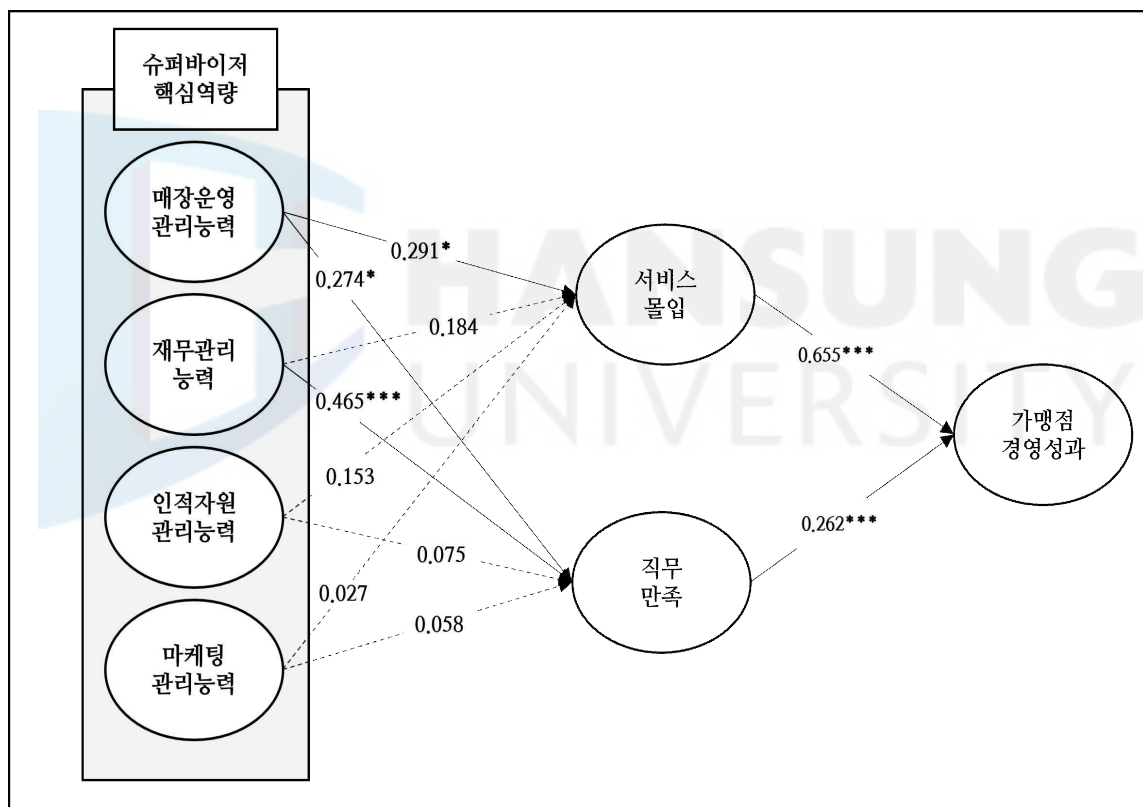 슈퍼바이저
핵심역량
매장운영
관리능력
재무관리
능력
인적자원
관리능력
마케팅
관리능력
0.291*
0.274*
0.184
0.465***
0.153
0.075
0.027
0.058
서비스
몰입
직무
만족
0.655***
0.262***
가맹점
경영성과
HANSUNG
UNIVERSITY